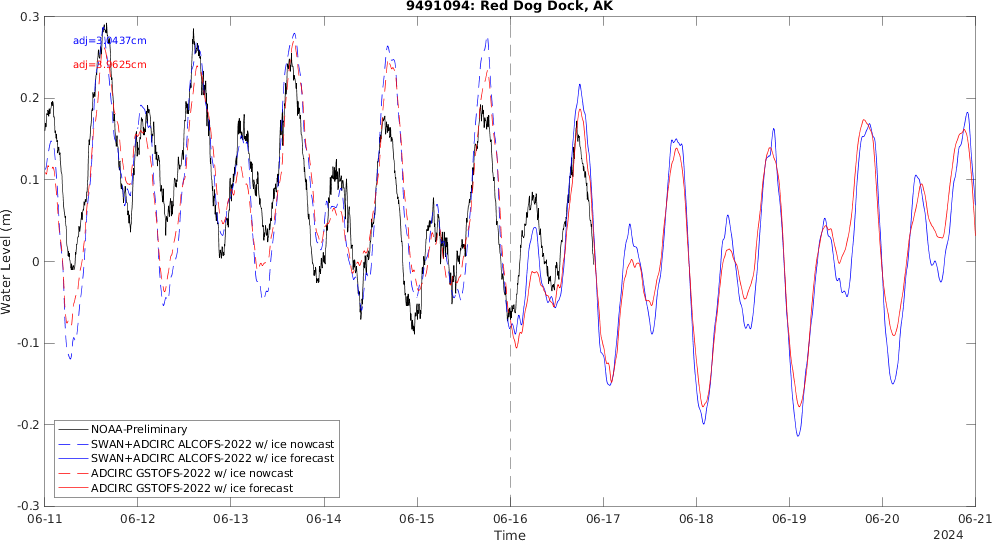 9491094: Red Dog Dock, AK
0.3
0.2
0.1
0
-0.1
-0.2
-0.3
Water Level (m)
NOAA-Preliminary
SWAN+ADCIRC ALCOFS-2022 w/ ice nowcast
SWAN+ADCIRC ALCOFS-2022 w/ ice forecast
ADCIRC GSTOFS-2022 w/ ice nowcast
ADCIRC GSTOFS-2022 w/ ice forecast
06-11
06-12
06-13
06-14
06-15
06-16
06-17
06-18
06-19
06-20
06-21
Time
2024